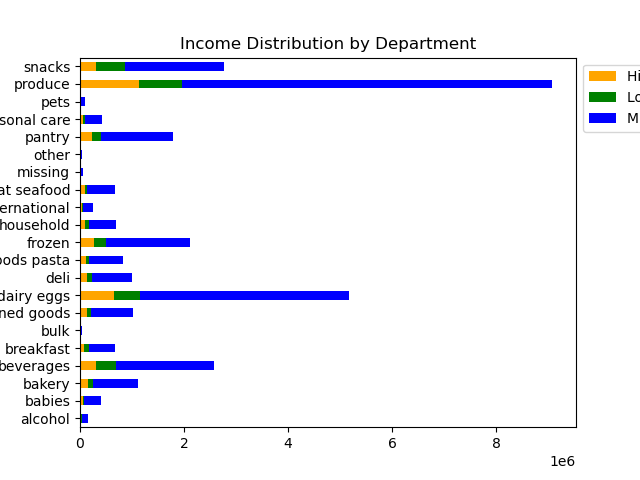 Income Distribution by Department
snacks
produce
pets
sonal care
pantry
other
missing
at seafood
ernational
household
frozen
oods pasta
deli
dairy eggs
ned goods
bulk
breakfast
beverages
bakery
babies
alcohol
0 2 4 6 8
1e6
Hi
Lo
M